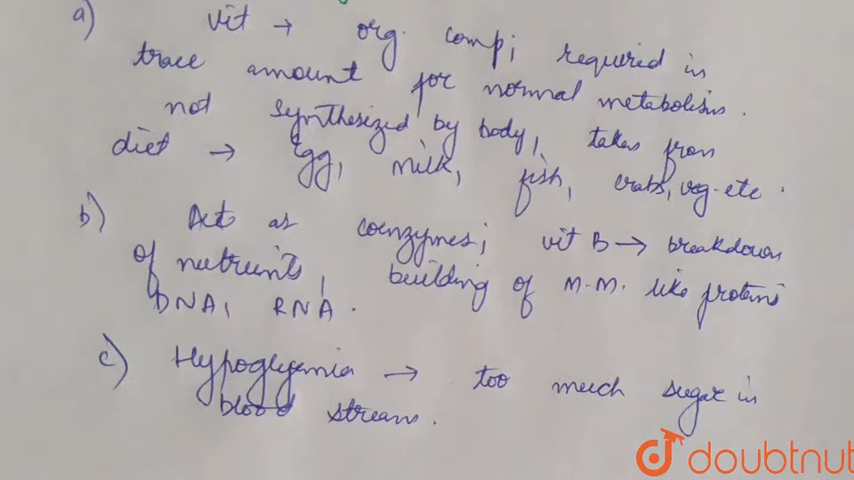 a) vit → org. comp; required in
trace amount for normal metabolism.
not synthesized by body, taken from
diet → Egg, milk, fish, crabs, veg. etc.
b) Act as coenzymes; vit B → breakdown
of nutrients, building of M.M. like proteins
DNA, RNA.
c) Hypoglycemia → too much sugar in
blood stream.
doubtnut